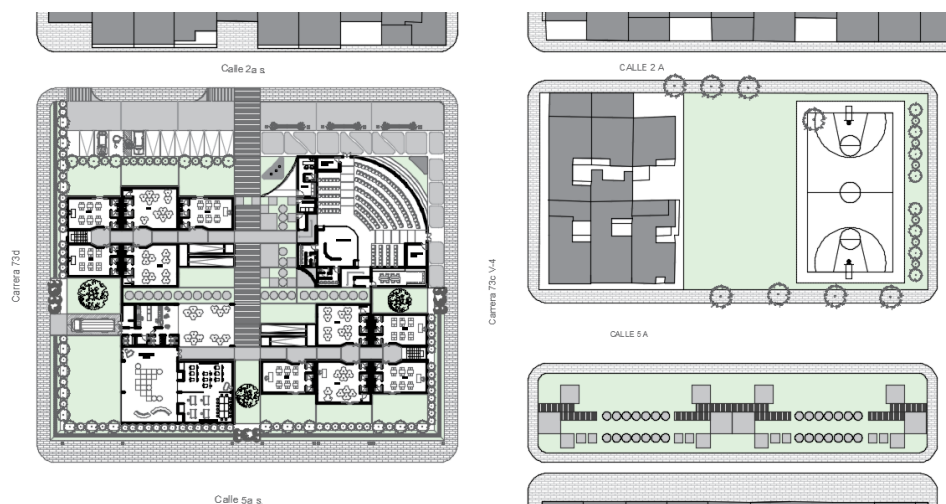 Calle 2a s.
CALLE 2 A
Carrera 73d
Carrera 73c V-4
CALLE 5 A
Calle 5a s.